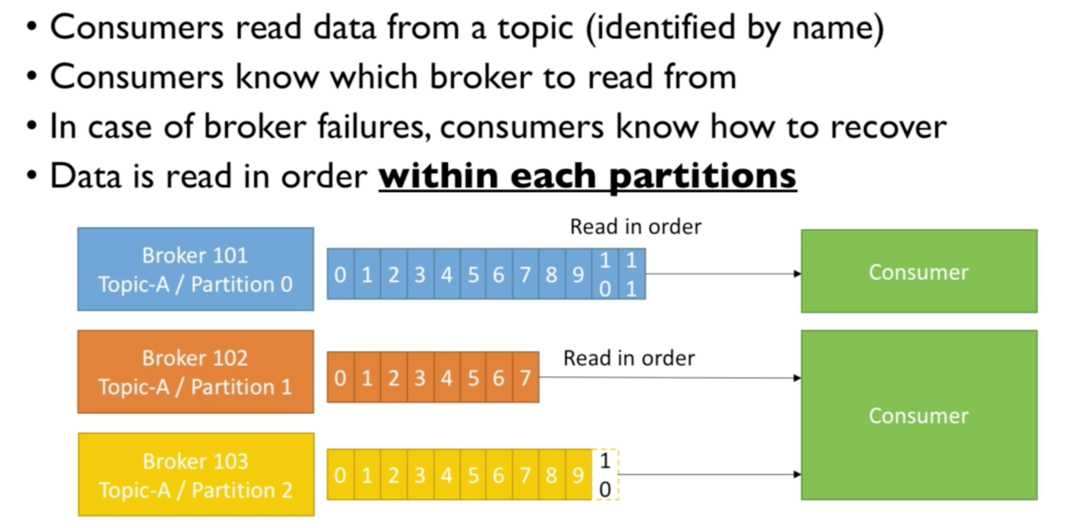 • Consumers read data from a topic (identified by name)
• Consumers know which broker to read from
• In case of broker failures, consumers know how to recover
• Data is read in order within each partitions
Read in order
Broker 101
Topic-A / Partition 0
0 1 2 3 4 5 6 7 8 9 10 11
Consumer
Broker 102
Topic-A / Partition 1
0 1 2 3 4 5 6 7
Read in order
Consumer
Broker 103
Topic-A / Partition 2
0 1 2 3 4 5 6 7 8 9 10